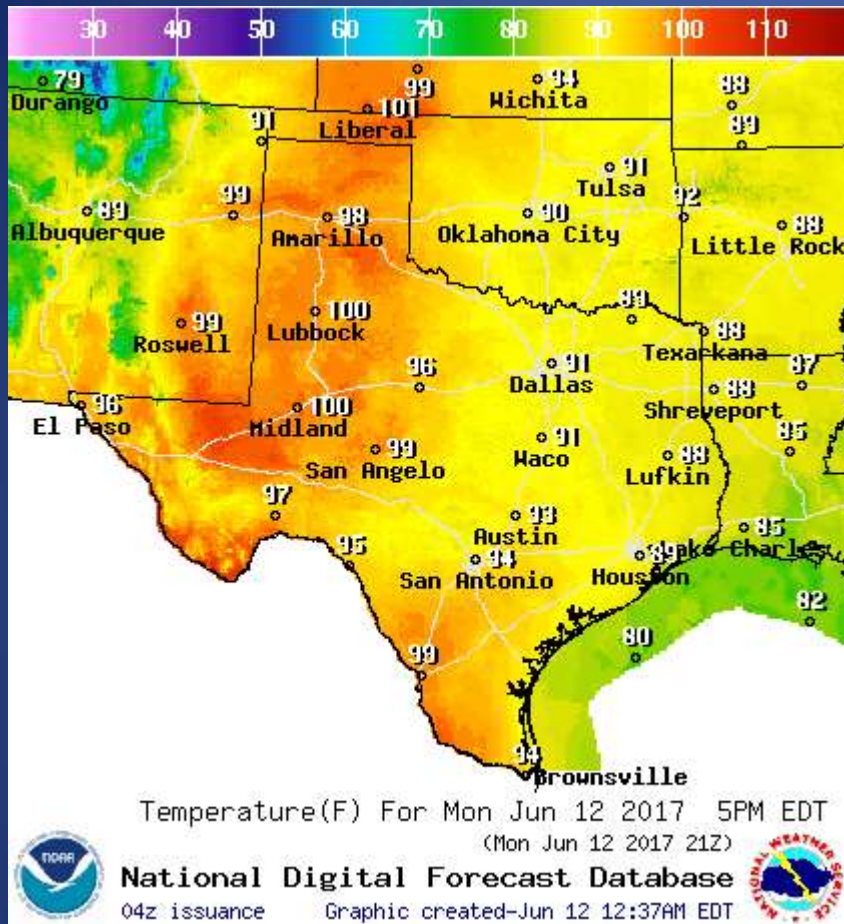 30 40 50 60 70 80 90 100 110
79
Durango
99
94
Wichita
88
101
Liberal
91
89
91
Tulsa
89
Albuquerque
99
98
Amarillo
90
Oklahoma City
92
88
Little Rock
99
Roswell
100
Lubbock
89
88
Texarkana
96
91
Dallas
87
88
Shreveport
96
El Paso
100
Midland
99
San Angelo
91
Waco
88
Lufkin
85
97
93
Austin
85
Lake Charles
95
94
San Antonio
89
Houston
82
80
99
94
Brownsville
Temperature(F) For Mon Jun 12 2017 5PM EDT
(Mon Jun 12 2017 21Z)
NOAA
NATIONAL WEATHER SERVICE
National Digital Forecast Database
04z issuance Graphic created-Jun 12 12:37AM EDT